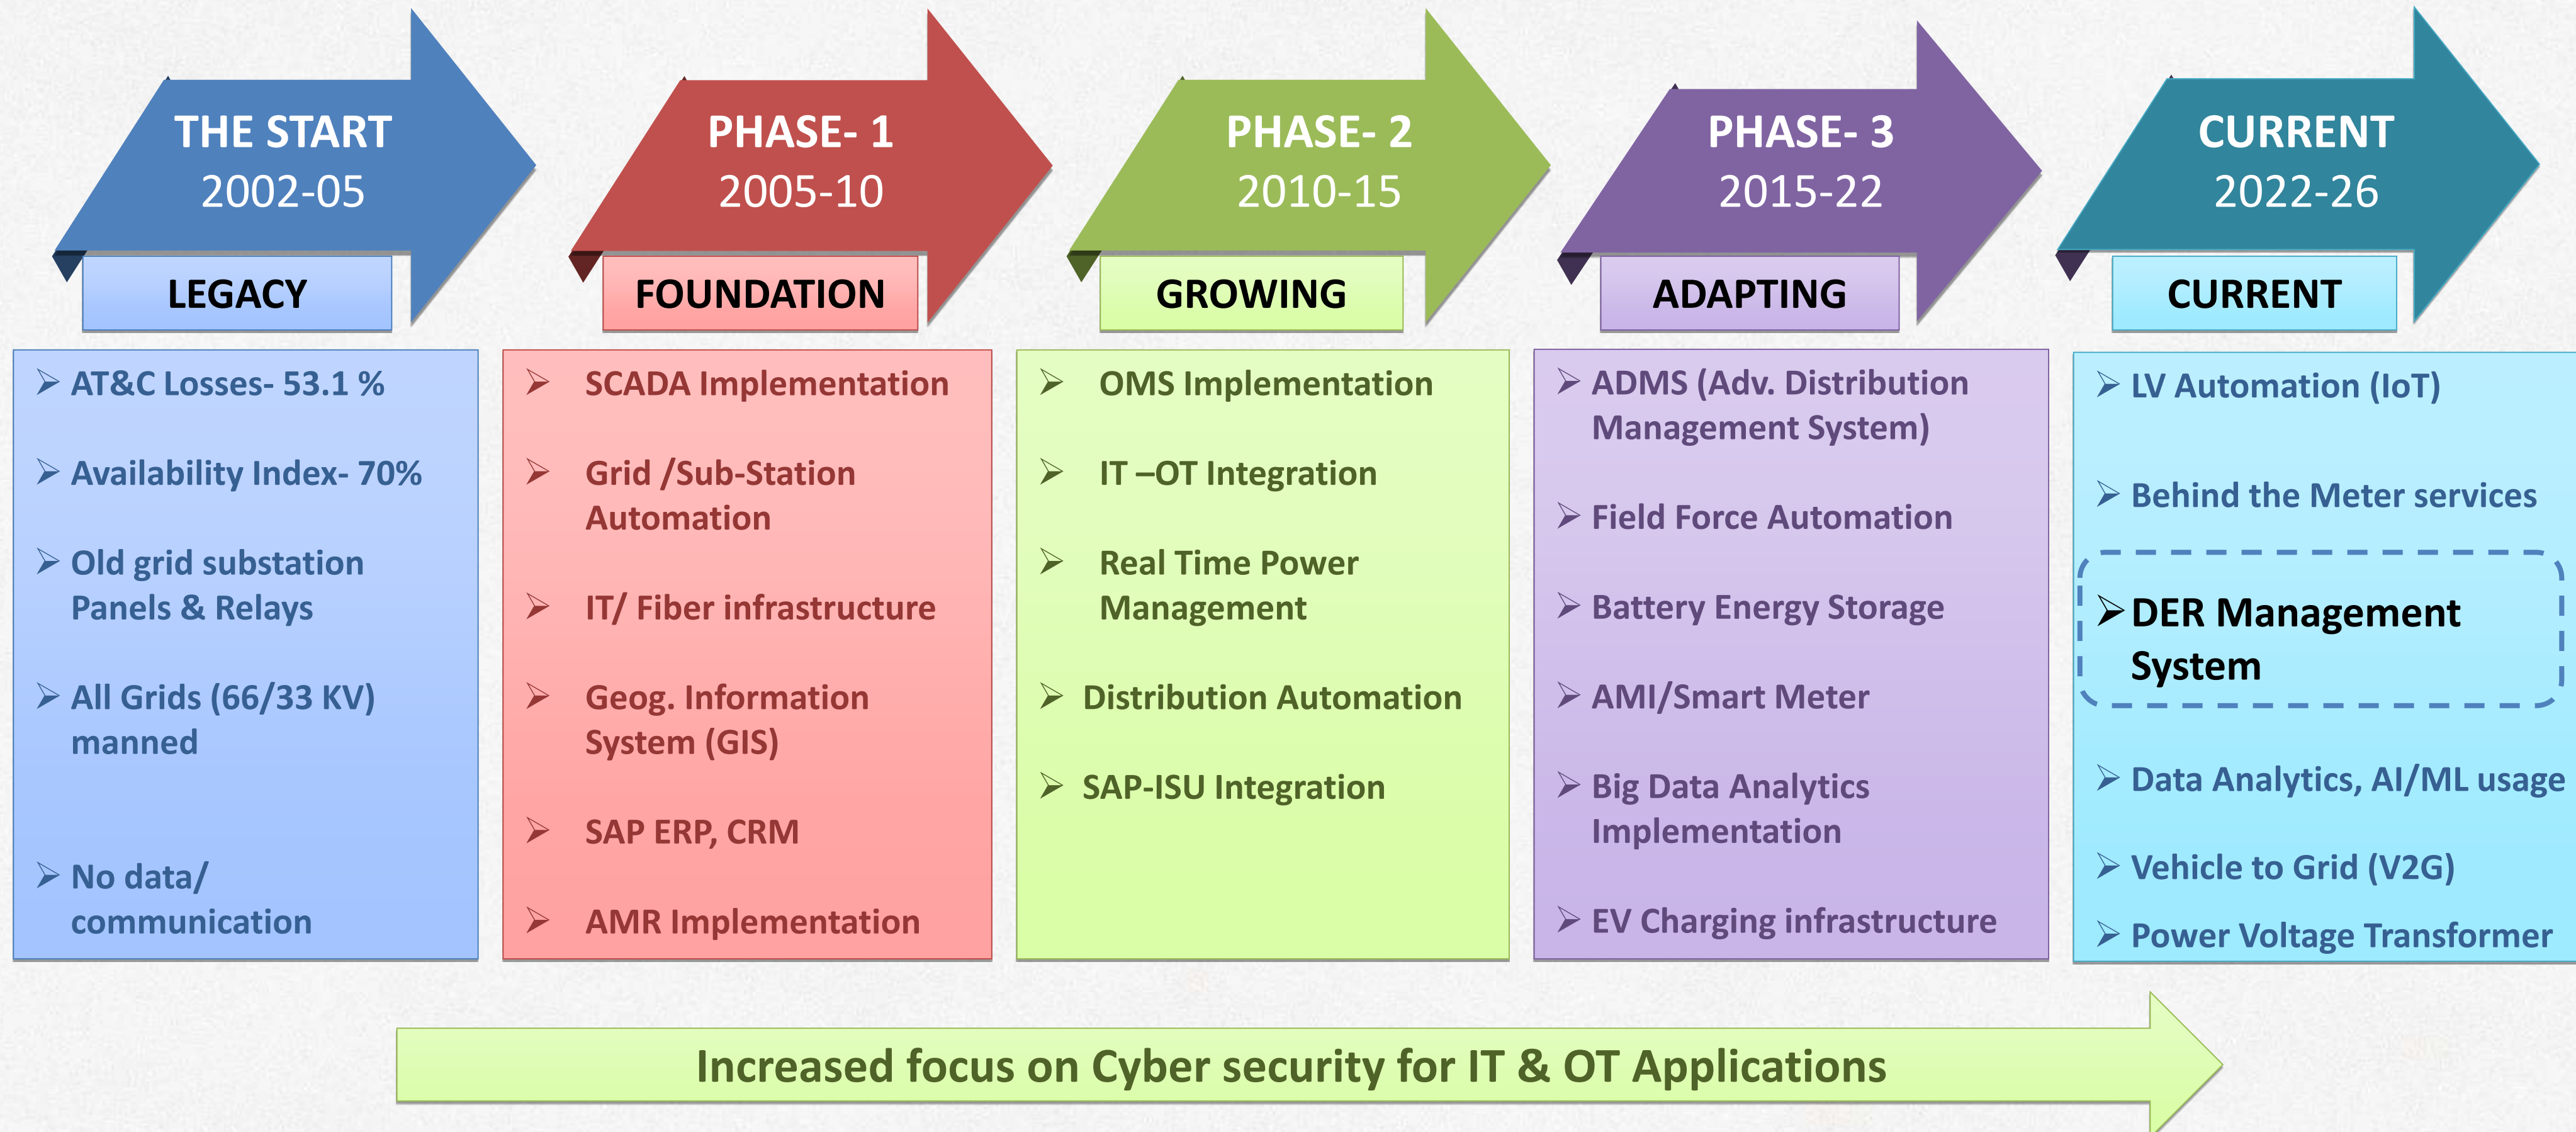 THE START
2002-05
LEGACY
AT&C Losses- 53.1 %
Availability Index- 70%
Old grid substation
Panels & Relays
All Grids (66/33 KV)
manned
No data/
communication
PHASE- 1
2005-10
FOUNDATION
SCADA Implementation
Grid /Sub-Station
Automation
IT/ Fiber infrastructure
Geog. Information
System (GIS)
SAP ERP, CRM
AMR Implementation
PHASE- 2
2010-15
GROWING
OMS Implementation
IT –OT Integration
Real Time Power
Management
Distribution Automation
SAP-ISU Integration
PHASE- 3
2015-22
ADAPTING
ADMS (Adv. Distribution
Management System)
Field Force Automation
Battery Energy Storage
AMI/Smart Meter
Big Data Analytics
Implementation
EV Charging infrastructure
CURRENT
2022-26
CURRENT
LV Automation (IoT)
Behind the Meter services
DER Management
System
Data Analytics, AI/ML usage
Vehicle to Grid (V2G)
Power Voltage Transformer
Increased focus on Cyber security for IT & OT Applications